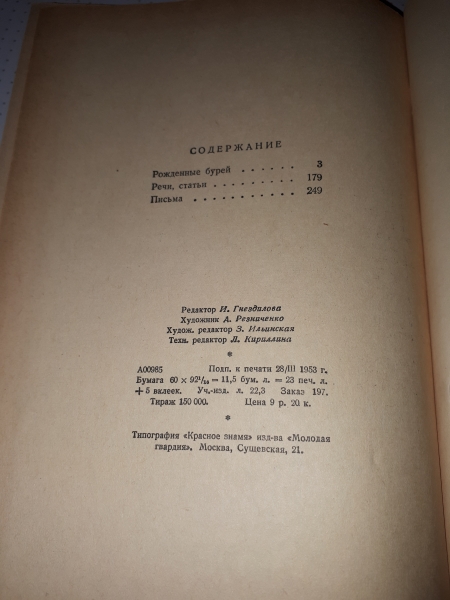 СОДЕРЖАНИЕ
Рожденные бурей . . . . . . 3
Речи, статьи . . . . . . . . . 179
Письма . . . . . . . . . . . 249
Редактор И. Гнездилова
Художник А. Резниченко
Худож. редактор З. Ильинская
Техн. редактор Л. Кириллина
*
А00985 Подп. к печати 28/III 1953 г.
Бумага 60 × 92¹/₁₆ = 11,5 бум. л. = 23 печ. л.
+ 5 вклеек. Уч.-изд. л. 22,3 Заказ 197.
Тираж 150 000. Цена 9 р. 20 к.
*
Типография «Красное знамя» изд-ва «Молодая
гвардия». Москва, Сущевская, 21.